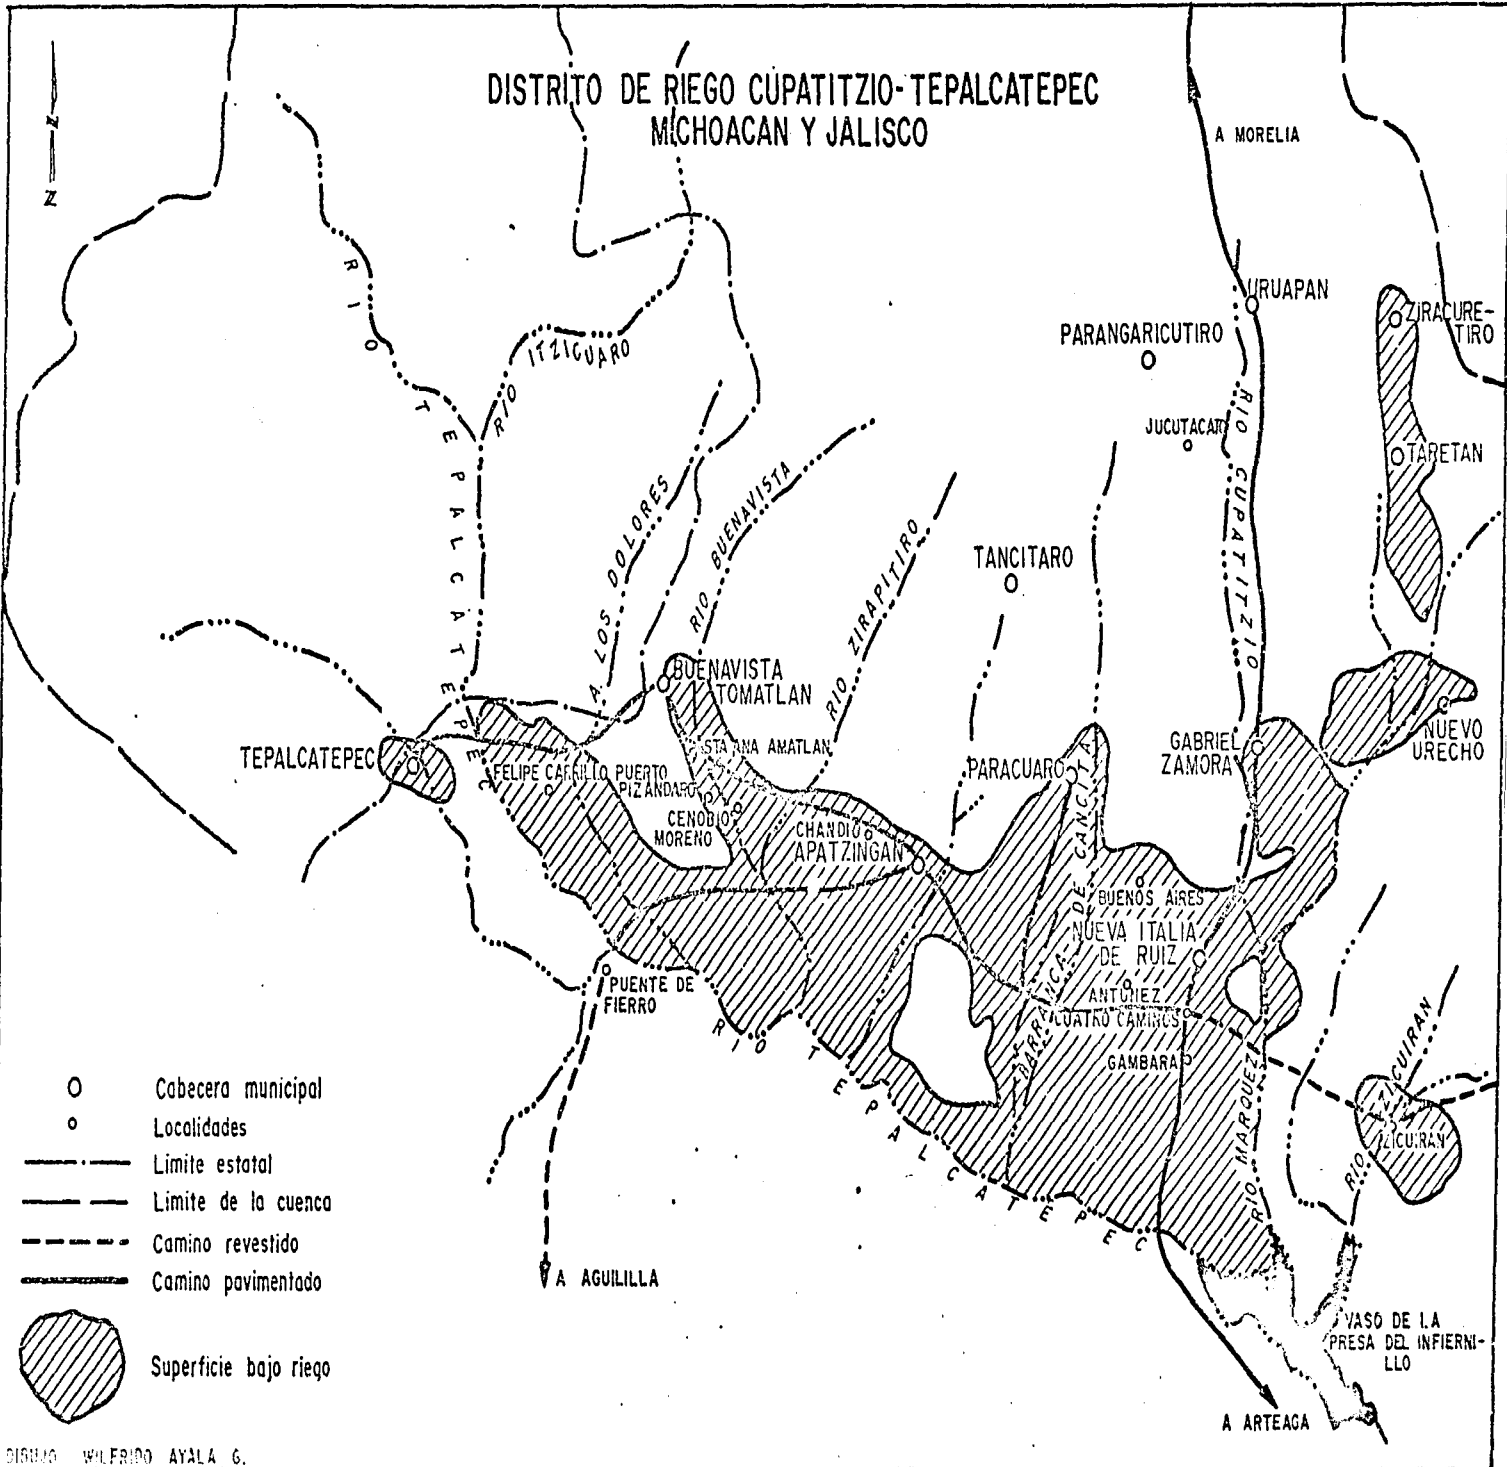 DISTRITO DE RIEGO CUPATITZIO-TEPALCATEPEC
MICHOACAN Y JALISCO
N
N
A MORELIA
URUAPAN
ZIRACURE-
TIRO
PARANGARICUTIRO
JUCUTACAT
TARETAN
RIO TEPALCATEPEC
RIO ITZICUARO
A. LOS DOLORES
RIO BUENAVISTA
RIO ZIRAPITIRO
TANCITARO
RIO CUPATITZIO
BUENAVISTA
TOMATLAN
TEPALCATEPEC
STA ANA AMATLAN
FELIPE CARRILLO PUERTO
PIZANDARO
CENOBIO
MORENO
CHANDIO
APATZINGAN
PARACUARO
BARRANCA DE CANCITA
GABRIEL
ZAMORA
NUEVO
URECHO
BUENOS AIRES
NUEVA ITALIA
DE RUIZ
ANTUNEZ
CUATRO CAMINOS
GAMBARA
PUENTE DE
FIERRO
RIO TEPALCATEPEC
RIO MARQUEZ
RIO ZICUIRAN
ZICUIRAN
Cabecera municipal
Localidades
Limite estatal
Limite de la cuenca
Camino revestido
Camino pavimentado
Superficie bajo riego
A AGUILILLA
VASO DE LA
PRESA DEL INFIERNI-
LLO
A ARTEAGA
DIBUJO WILFRIDO AYALA G.